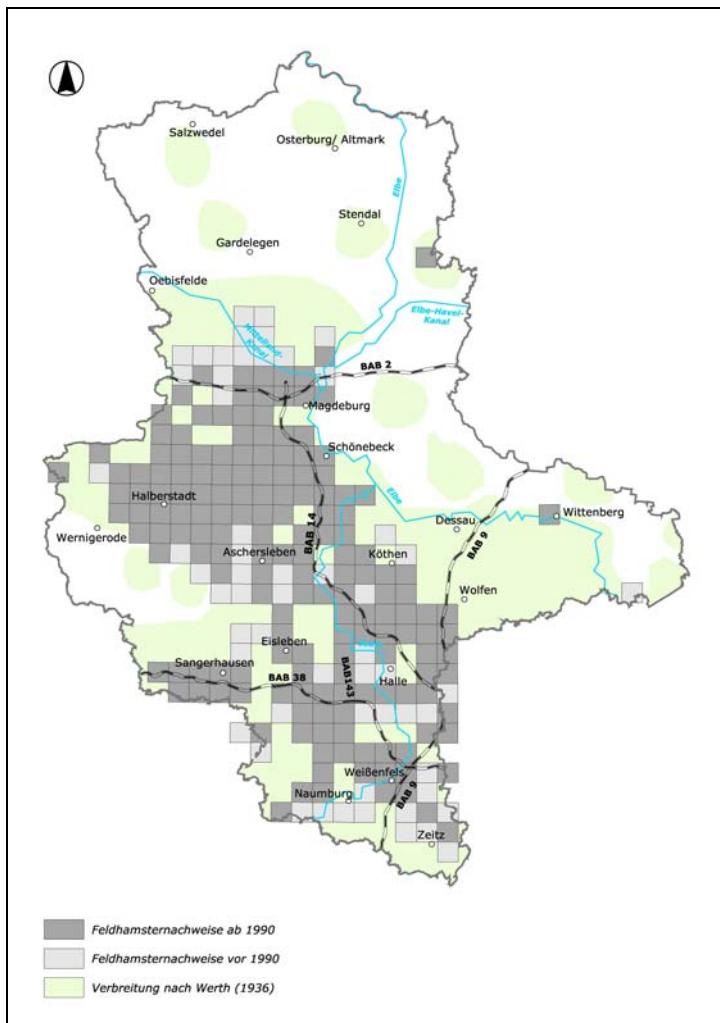 Salzwedel
Osterburg/ Altmark
Elbe
Stendal
Gardelegen
Oebisfelde
Elbe-Havel-
Kanal
Mittelland-
Kanal
BAB 2
Magdeburg
Schönebeck
Halberstadt
Elbe
Wittenberg
Dessau
Wernigerode
BAB 14
BAB 9
Aschersleben
Köthen
Wolfen
Eisleben
Sangerhausen
Halle
BAB 38
BAB143
Weißenfels
BAB 9
Naumburg
Zeitz
Feldhamsternachweise ab 1990
Feldhamsternachweise vor 1990
Verbreitung nach Werth (1936)